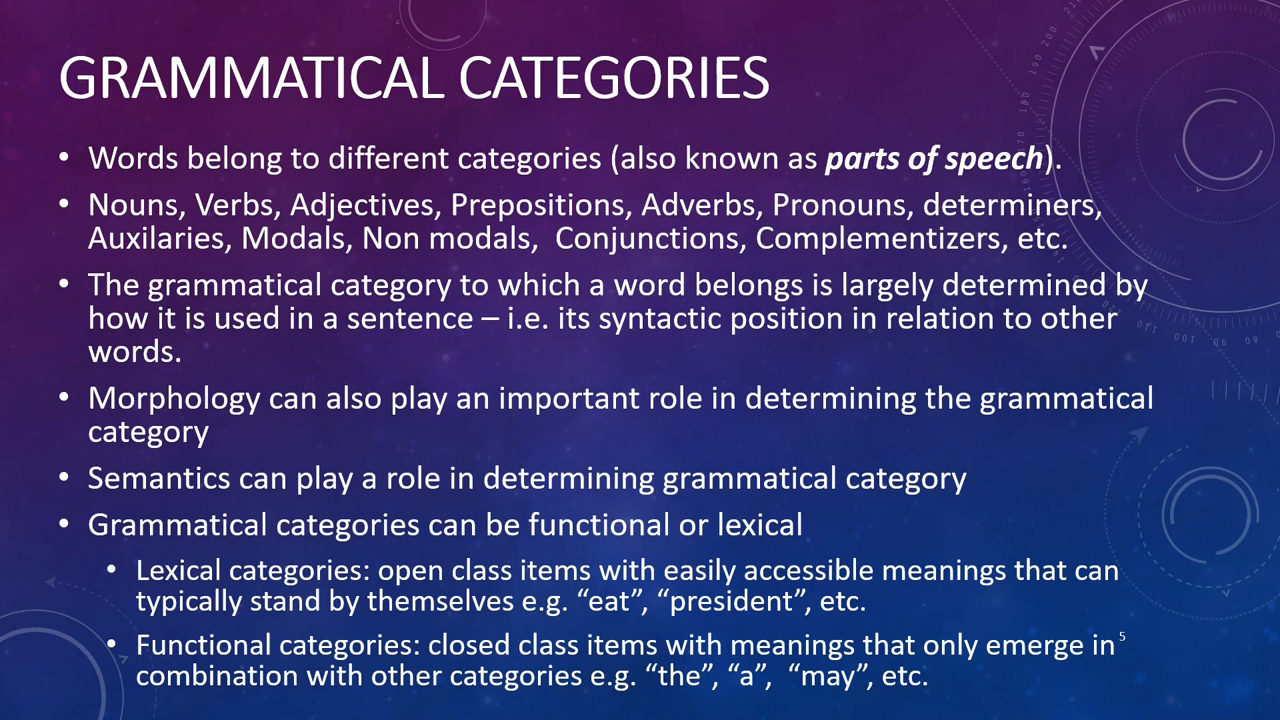 GRAMMATICAL CATEGORIES
• Words belong to different categories (also known as parts of speech).
• Nouns, Verbs, Adjectives, Prepositions, Adverbs, Pronouns, determiners,
Auxilaries, Modals, Non modals,  Conjunctions, Complementizers, etc.
• The grammatical category to which a word belongs is largely determined by
how it is used in a sentence – i.e. its syntactic position in relation to other
words.
• Morphology can also play an important role in determining the grammatical
category
• Semantics can play a role in determining grammatical category
• Grammatical categories can be functional or lexical
• Lexical categories: open class items with easily accessible meanings that can
typically stand by themselves e.g. “eat”, “president”, etc.
• Functional categories: closed class items with meanings that only emerge in
combination with other categories e.g. “the”, “a”,  “may”, etc.
5